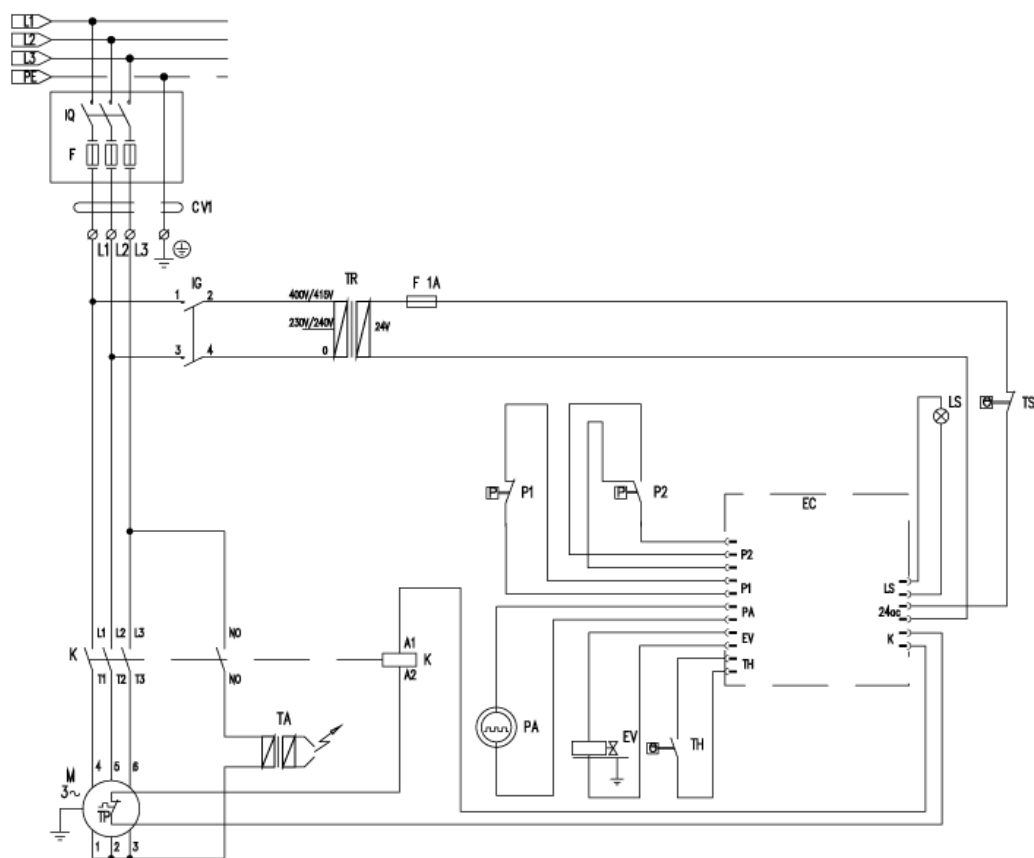 L1
L2
L3
PE
IQ
F
CV1
L1 L2 L3
IG
1 2
3 4
TR
400V/415V
230V/240V
0
24V
F 1A
LS
TS
P P1
P P2
EC
P2
P1
PA
EV
TH
LS
24ac
K
L1 L2 L3
NO
K
T1 T2 T3
NO
A1
K
A2
TA
PA
EV
TH
M
3~
4 5 6
TP
1 2 3